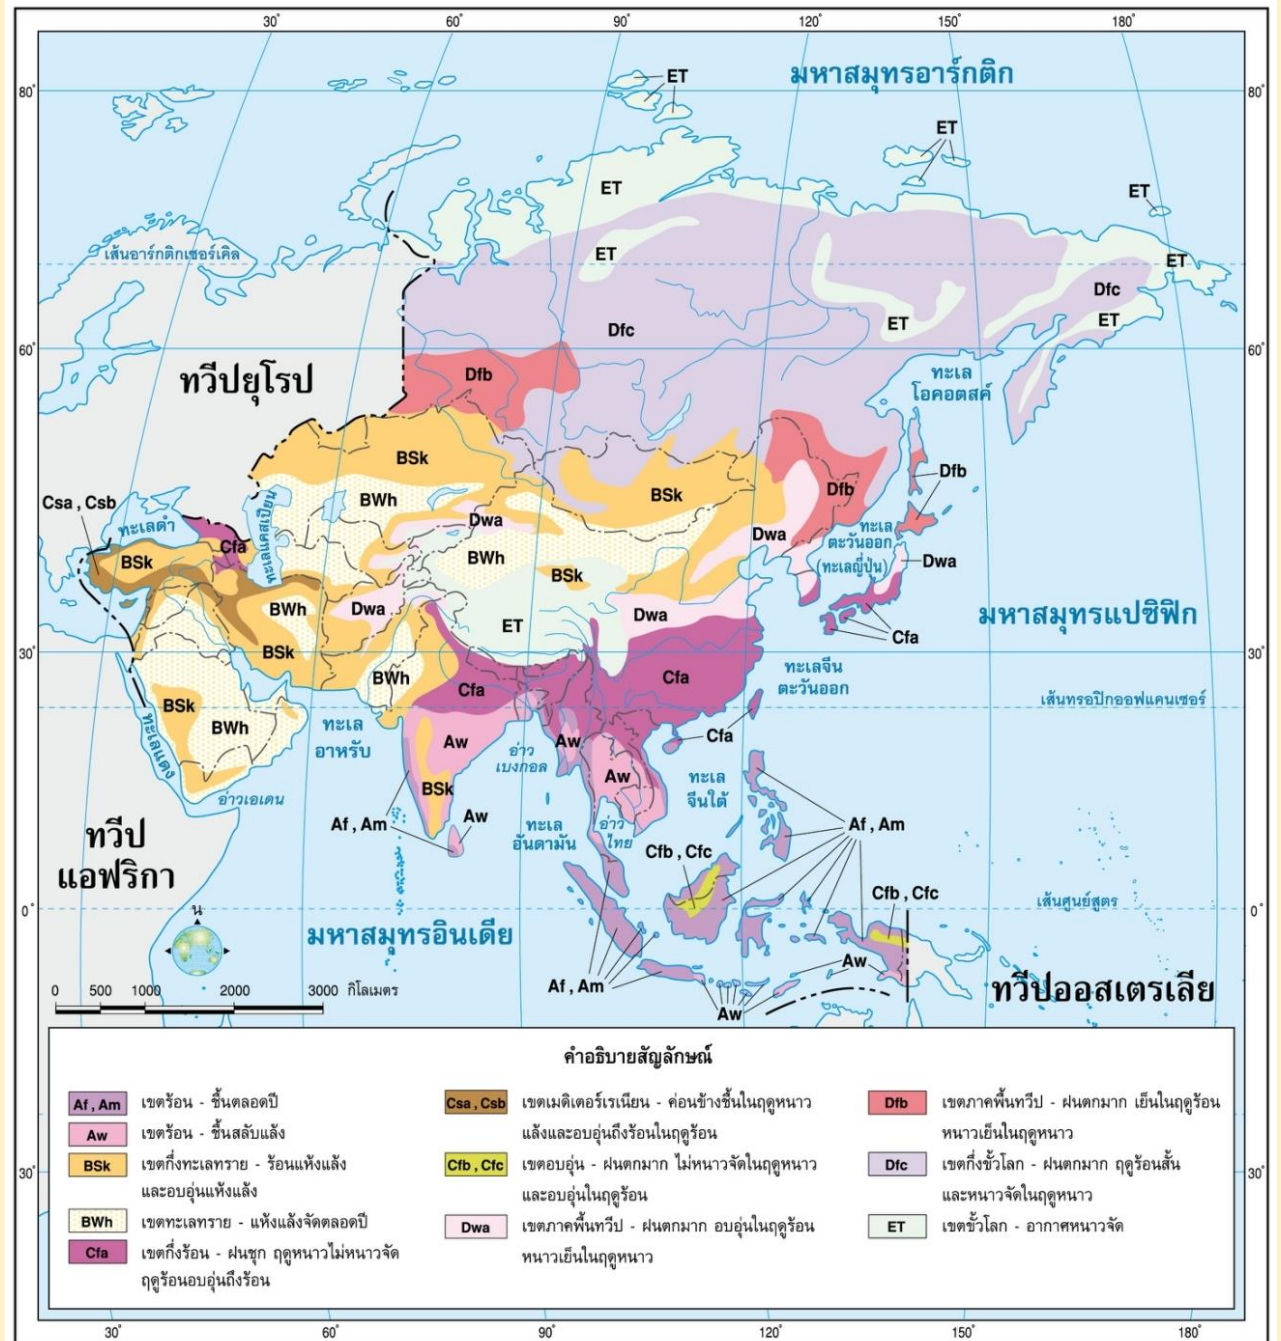 30° 60° 90° 120° 150° 180°
80° 80°
มหาสมุทรอาร์กติก
ET
ET
ET
ET
เส้นอาร์กติกเซอร์เคิล
ET
ET
Dfc
Dfc
ET
ET
60° 60°
ทวีปยุโรป
Dfb
ทะเล
โอคอตสค์
BSk
BSk
Dfb
Dfb
Csa , Csb
ทะเลดำ
ทะเลแคสเปียน
BWh
Dwa
Dwa
ทะเล
ตะวันออก
(ทะเลญี่ปุ่น)
BSk
Cfa
BWh
BSk
Dwa
BWh
Dwa
Dwa
มหาสมุทรแปซิฟิก
ET
Cfa
30° 30°
BSk
BWh
Cfa
Cfa
ทะเลจีน
ตะวันออก
เส้นทรอปิกออฟแคนเซอร์
BSk
BWh
ทะเลแดง
ทะเล
อาหรับ
Aw
อ่าว
เบงกอล
Aw
Cfa
Aw
ทะเล
จีนใต้
อ่าวเอเดน
BSk
Af , Am
Aw
ทะเล
อันดามัน
อ่าว
ไทย
Af , Am
ทวีป
แอฟริกา
Cfb , Cfc
Cfb , Cfc
เส้นศูนย์สูตร
0° 0°
น
มหาสมุทรอินเดีย
Aw
Af , Am
ทวีปออสเตรเลีย
Aw
0 500 1000 2000 3000 กิโลเมตร
คำอธิบายสัญลักษณ์
Af , Am เขตร้อน - ชื้นตลอดปี
Aw เขตร้อน - ชื้นสลับแล้ง
BSk เขตกึ่งทะเลทราย - ร้อนแห้งแล้ง
และอบอุ่นแห้งแล้ง
BWh เขตทะเลทราย - แห้งแล้งจัดตลอดปี
Cfa เขตกึ่งร้อน - ฝนชุก ฤดูหนาวไม่หนาวจัด
ฤดูร้อนอบอุ่นถึงร้อน
Csa , Csb เขตเมดิเตอร์เรเนียน - ค่อนข้างชื้นในฤดูหนาว
แล้งและอบอุ่นถึงร้อนในฤดูร้อน
Cfb , Cfc เขตอบอุ่น - ฝนตกมาก ไม่หนาวจัดในฤดูหนาว
และอบอุ่นในฤดูร้อน
Dwa เขตภาคพื้นทวีป - ฝนตกมาก อบอุ่นในฤดูร้อน
หนาวเย็นในฤดูหนาว
Dfb เขตภาคพื้นทวีป - ฝนตกมาก เย็นในฤดูร้อน
หนาวเย็นในฤดูหนาว
Dfc เขตกึ่งขั้วโลก - ฝนตกมาก ฤดูร้อนสั้น
และหนาวจัดในฤดูหนาว
ET เขตขั้วโลก - อากาศหนาวจัด
30° 30°
30° 60° 90° 120° 150° 180°